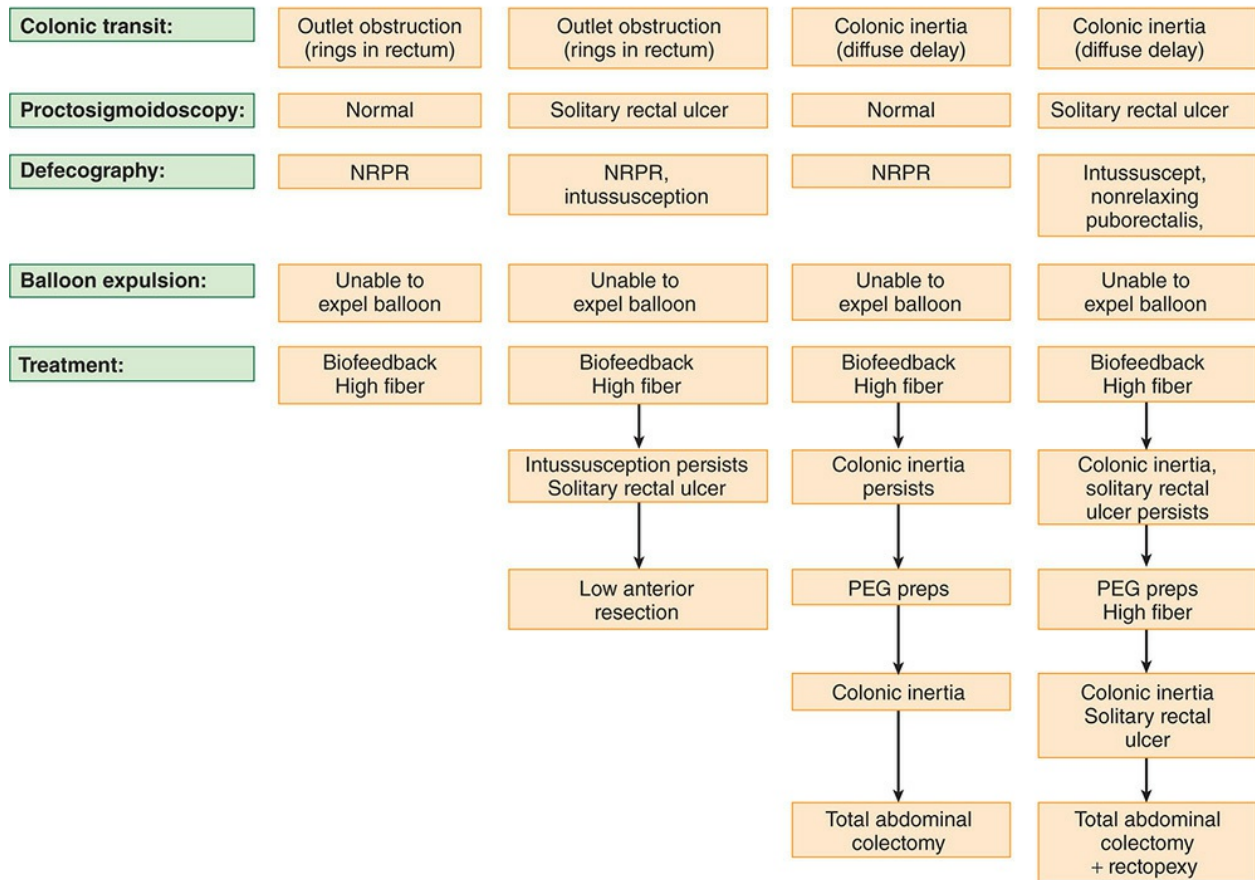 Colonic transit:
Outlet obstruction
(rings in rectum)
Outlet obstruction
(rings in rectum)
Colonic inertia
(diffuse delay)
Colonic inertia
(diffuse delay)
Proctosigmoidoscopy:
Normal
Solitary rectal ulcer
Normal
Solitary rectal ulcer
Defecography:
NRPR
NRPR,
intussusception
NRPR
Intussuscept,
nonrelaxing
puborectalis,
Balloon expulsion:
Unable to
expel balloon
Unable to
expel balloon
Unable to
expel balloon
Unable to
expel balloon
Treatment:
Biofeedback
High fiber
Biofeedback
High fiber
Biofeedback
High fiber
Biofeedback
High fiber
Intussusception persists
Solitary rectal ulcer
Colonic inertia
persists
Colonic inertia,
solitary rectal
ulcer persists
Low anterior
resection
PEG preps
PEG preps
High fiber
Colonic inertia
Colonic inertia
Solitary rectal
ulcer
Total abdominal
colectomy
Total abdominal
colectomy
+ rectopexy